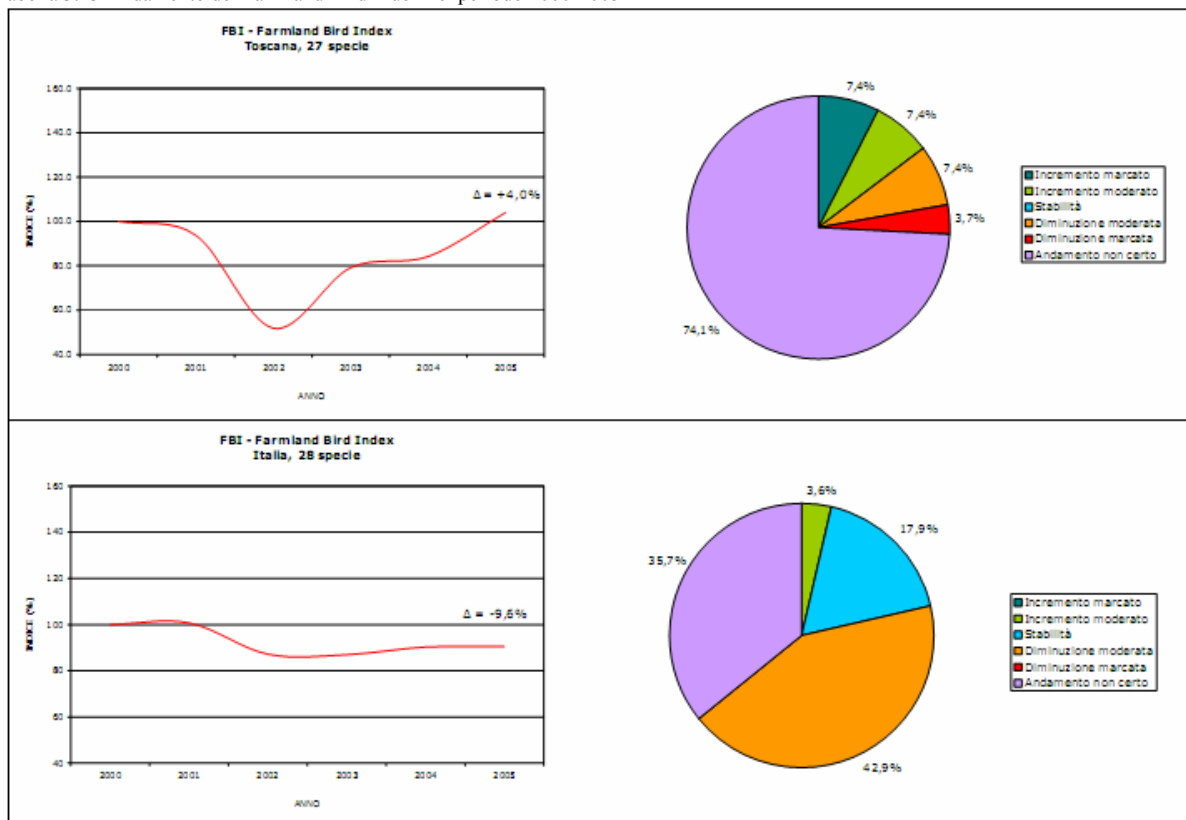 FBI - Farmland Bird Index
Toscana, 27 specie
INDICE (%)
160.0
140.0
120.0
100.0
80.0
60.0
40.0
Δ = +4,0%
2000 2001 2002 2003 2004 2005
ANNO
7,4%
7,4%
7,4%
3,7%
74,1%
Incremento marcato
Incremento moderato
Stabilità
Diminuzione moderata
Diminuzione marcata
Andamento non certo
FBI - Farmland Bird Index
Italia, 28 specie
INDICE (%)
160
140
120
100
80
60
40
Δ = -9,6%
2000 2001 2002 2003 2004 2005
ANNO
3,6%
17,9%
35,7%
42,9%
Incremento marcato
Incremento moderato
Stabilità
Diminuzione moderata
Diminuzione marcata
Andamento non certo